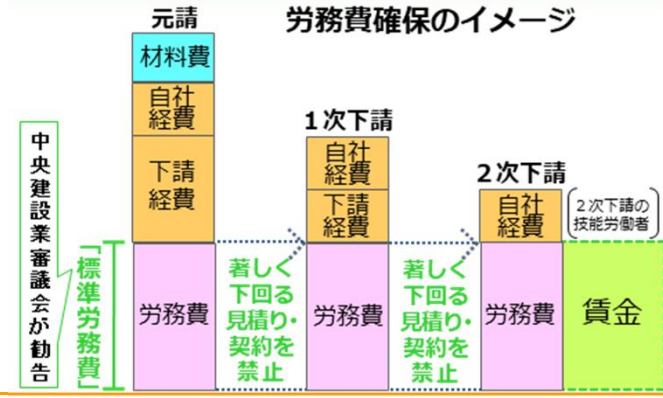 労務費確保のイメージ
元請
材料費
自社
経費
下請
経費
労務費
1次下請
自社
経費
下請
経費
労務費
2次下請
自社
経費
労務費
2次下請の
技能労働者
賃金
中央建設業審議会が勧告
「標準労務費」
著しく
下回る
見積り・
契約を
禁止
著しく
下回る
見積り・
契約を
禁止